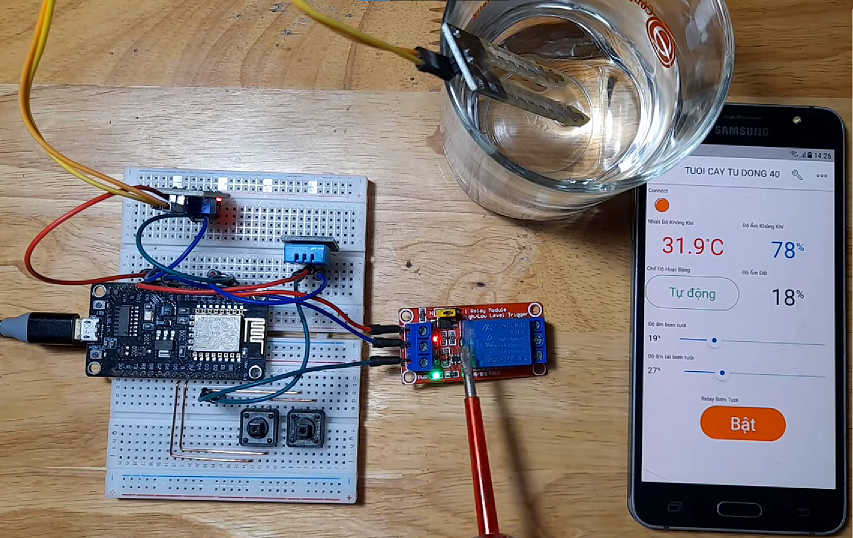 SAMSUNG
14:26
TUOI CAY TU DONG 40
Connect
Nhiệt Độ Không Khí
Độ Ẩm Không Khí
31.9°C
78%
Chế Độ Hoạt Động
Độ Ẩm Đất
Tự động
18%
Độ ẩm bơm tưới
19%
Độ ẩm tắt bơm tưới
27%
Relay Bơm Tưới
Bật
1 Relay Module
High/Low Level Trigger